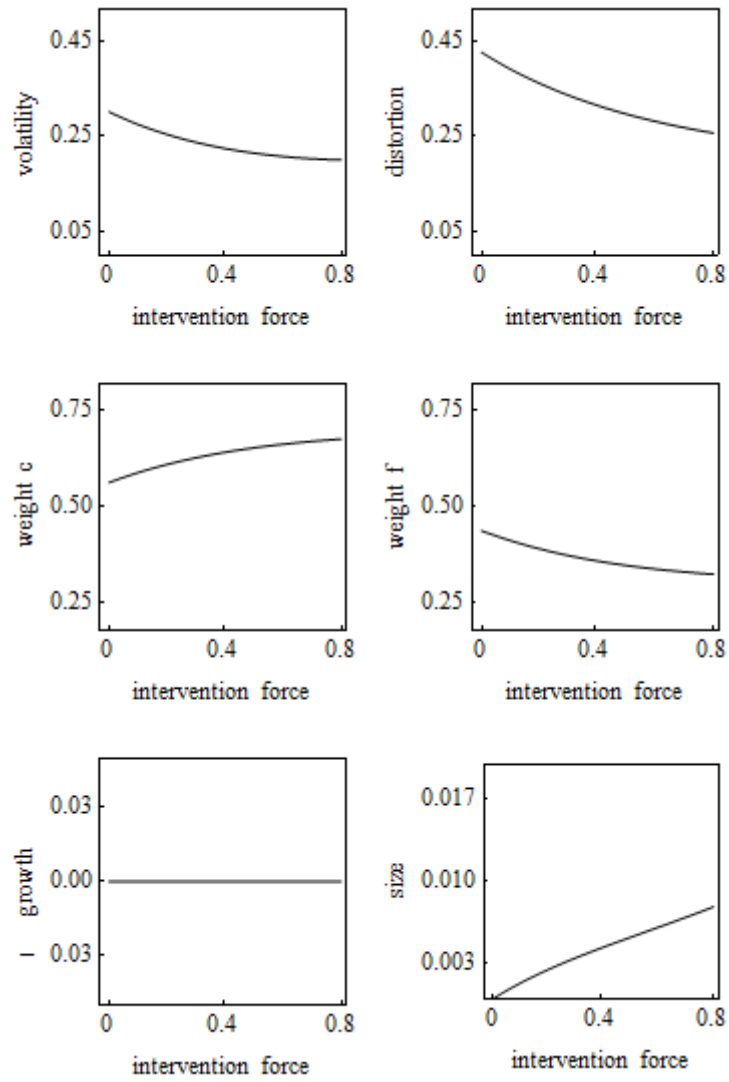 volatility
0.45
0.25
0.05
0 0.4 0.8
intervention force
distortion
0.45
0.25
0.05
0 0.4 0.8
intervention force
weight c
0.75
0.50
0.25
0 0.4 0.8
intervention force
weight f
0.75
0.50
0.25
0 0.4 0.8
intervention force
growth
0.03
0.00
– 0.03
0 0.4 0.8
intervention force
size
0.017
0.010
0.003
0 0.4 0.8
intervention force